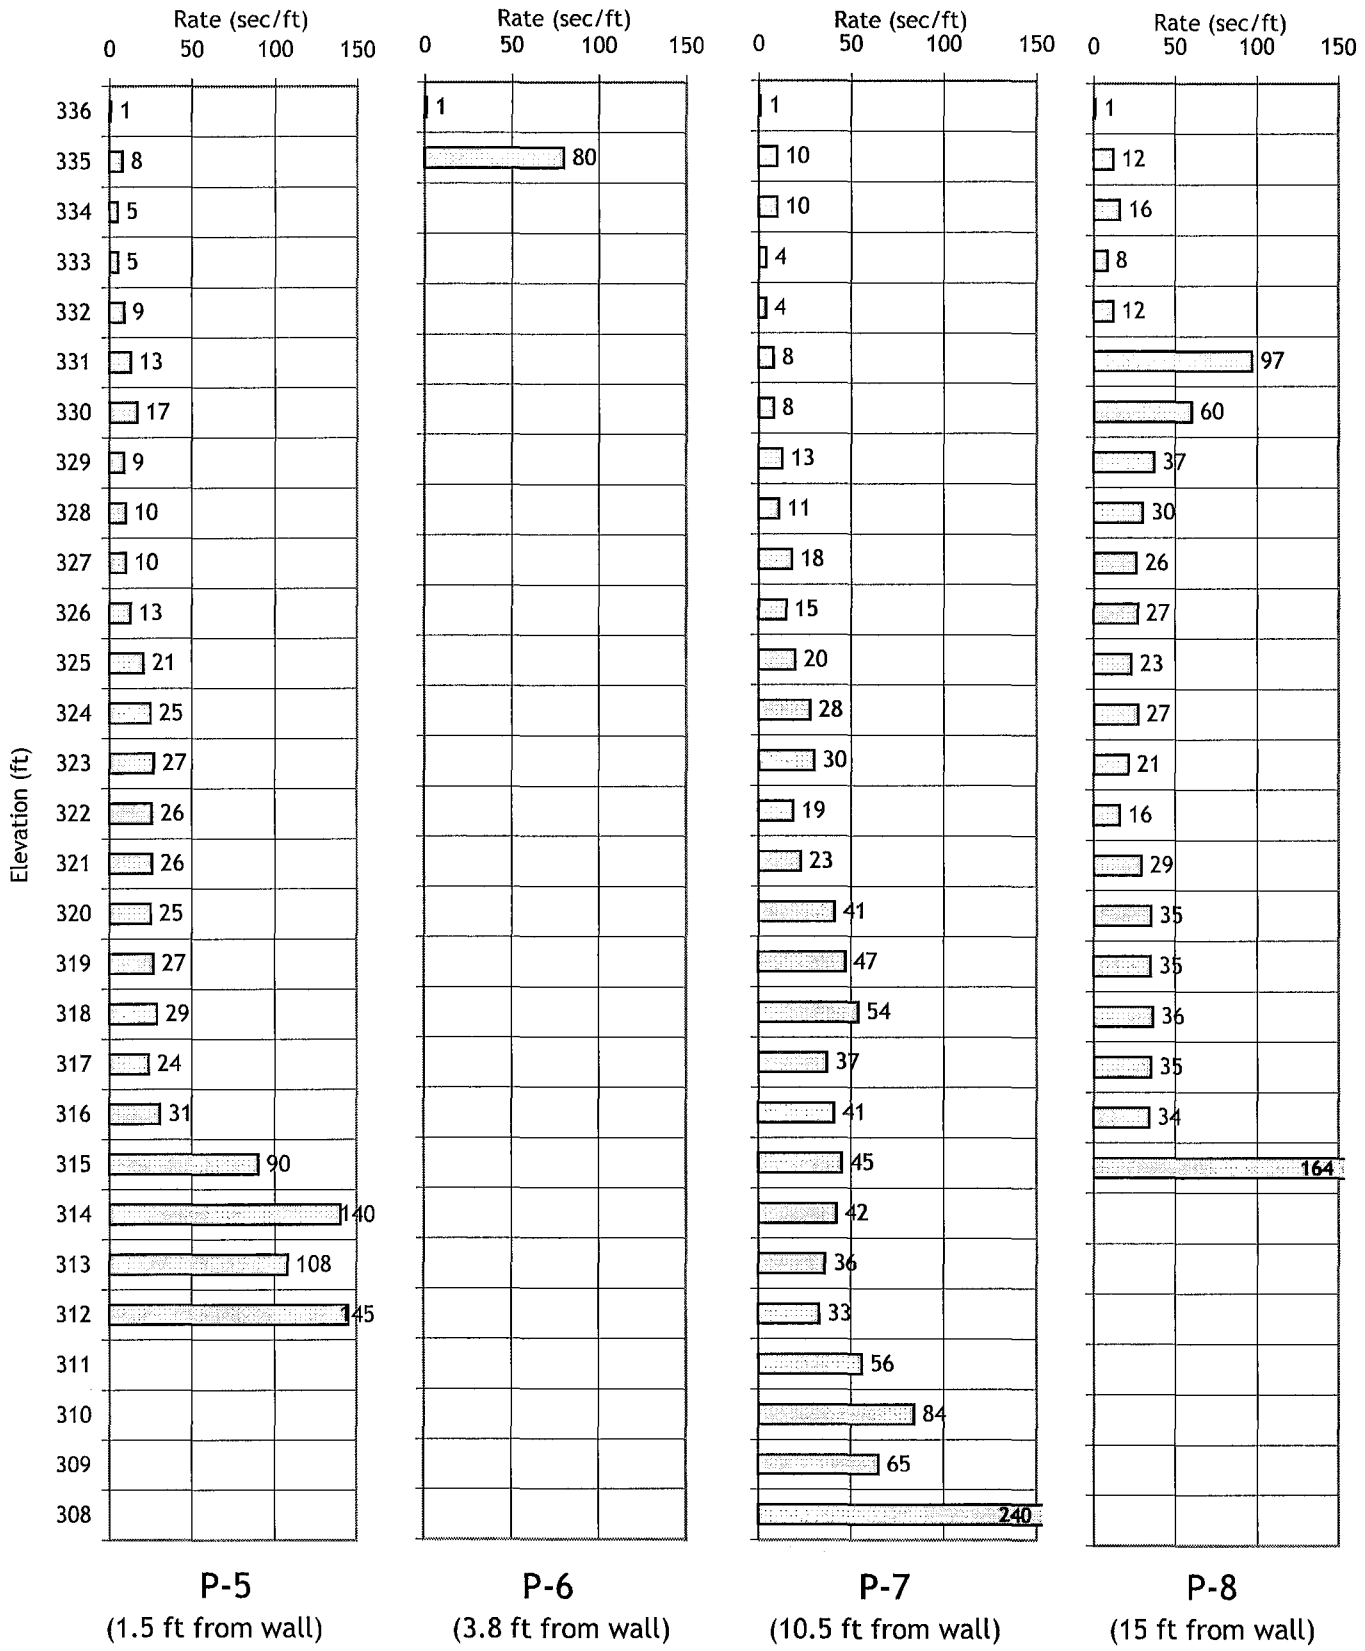 Rate (sec/ft) Rate (sec/ft) Rate (sec/ft) Rate (sec/ft)
0 50 100 150 0 50 100 150 0 50 100 150 0 50 100 150
336 1 1 1 1
335 8 80 10 12
334 5 10 16
333 5 4 8
332 9 4 12
331 13 8 97
330 17 8 60
329 9 13 37
328 10 11 30
327 10 18 26
326 13 15 27
325 21 20 23
324 25 28 27
323 27 30 21
322 26 19 16
321 26 23 29
320 25 41 35
319 27 47 35
318 29 54 36
317 24 37 35
316 31 41 34
315 90 45 164
314 140 42
313 108 36
312 145 33
311 56
310 84
309 65
308 240
Elevation (ft)
P-5 P-6 P-7 P-8
(1.5 ft from wall) (3.8 ft from wall) (10.5 ft from wall) (15 ft from wall)